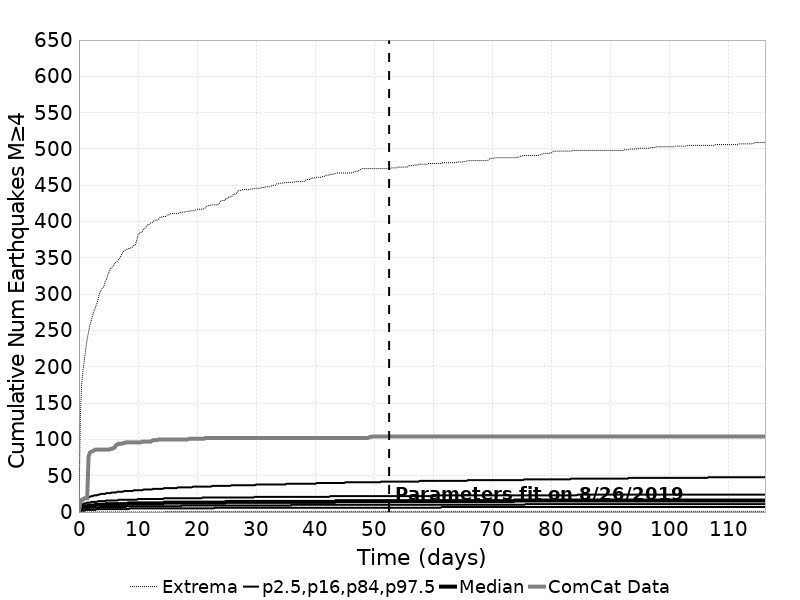 650
600
550
500
450
400
350
300
250
200
150
100
50
0
Cumulative Num Earthquakes M≥4
Parameters fit on 8/26/2019
0 10 20 30 40 50 60 70 80 90 100 110
Time (days)
Extrema p2.5,p16,p84,p97.5 Median ComCat Data